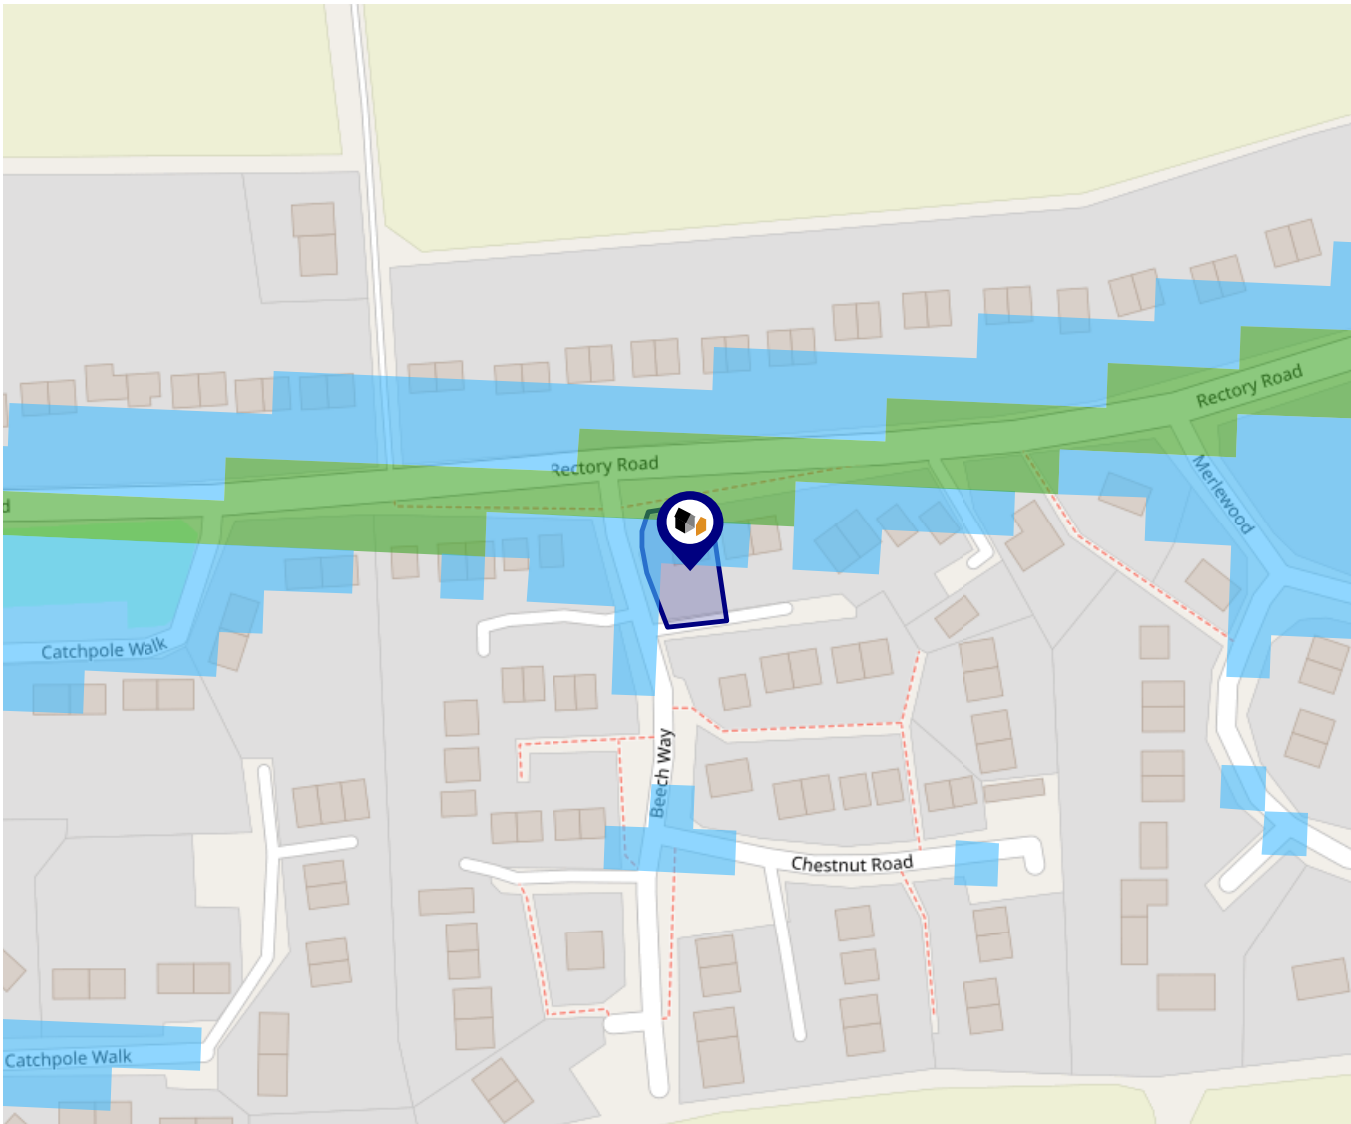 Rectory Road
Rectory Road
d
Merlewood
Catchpole Walk
Beech Way
Chestnut Road
Catchpole Walk